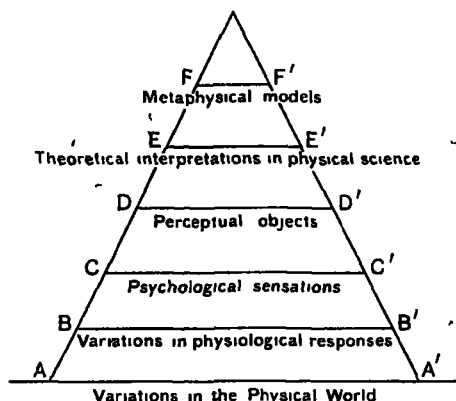 F F'
Metaphysical models
E E'
Theoretical interpretations in physical science
D D'
Perceptual objects
C C'
Psychological sensations
B B'
Variations in physiological responses
A A'
Variations in the Physical World